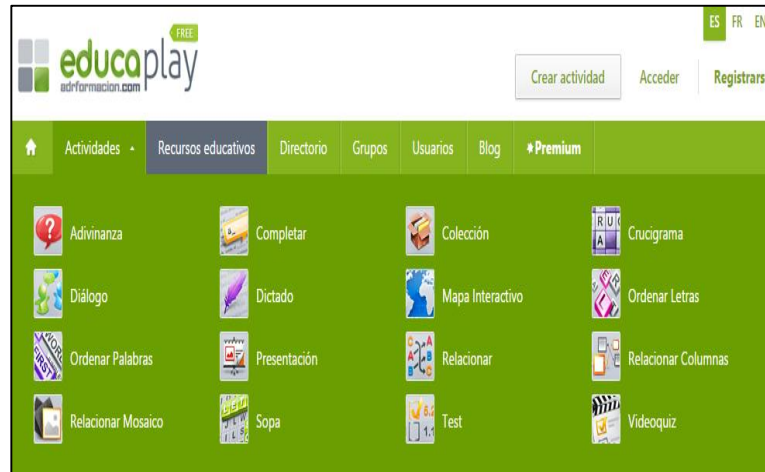 ES FR EN
FREE
educaplay
adrformacion.com
Crear actividad Acceder Registrars
Actividades Recursos educativos Directorio Grupos Usuarios Blog *Premium
Adivinanza Completar Colección Crucigrama
Diálogo Dictado Mapa Interactivo Ordenar Letras
Ordenar Palabras Presentación Relacionar Relacionar Columnas
Relacionar Mosaico Sopa Test Videoquiz